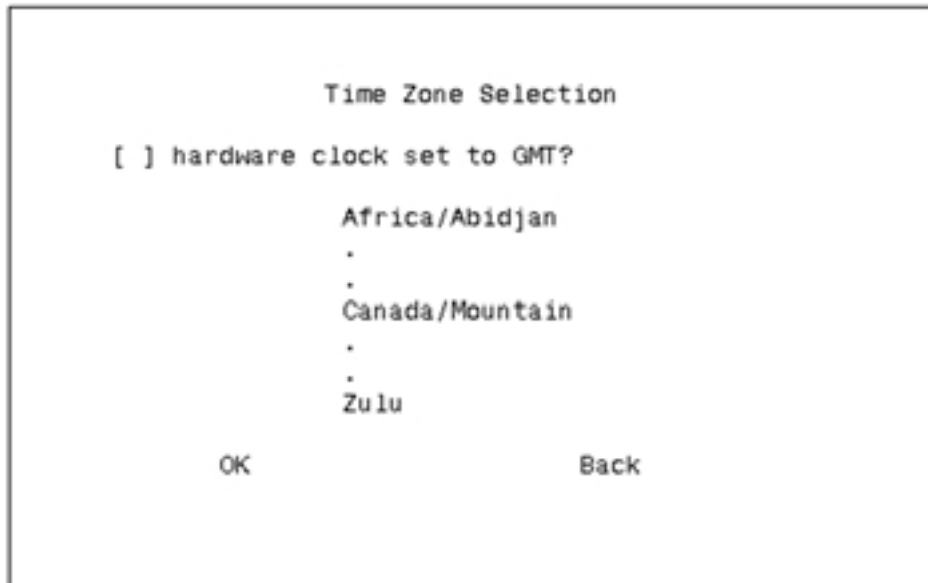 Time Zone Selection
[ ] hardware clock set to GMT?
Africa/Abidjan
.
.
Canada/Mountain
.
.
Zulu
OK Back